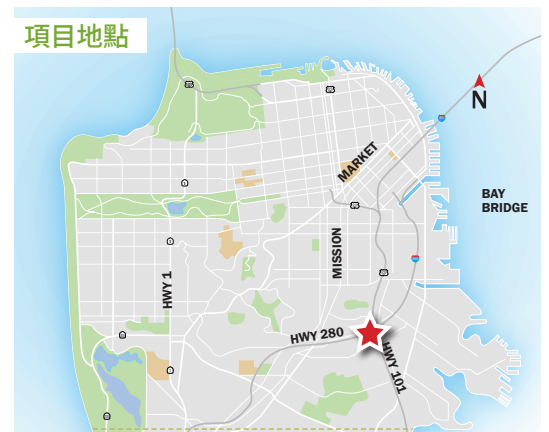 項目地點
N
MARKET
BAY
BRIDGE
MISSION
HWY 1
HWY 280
HWY 101